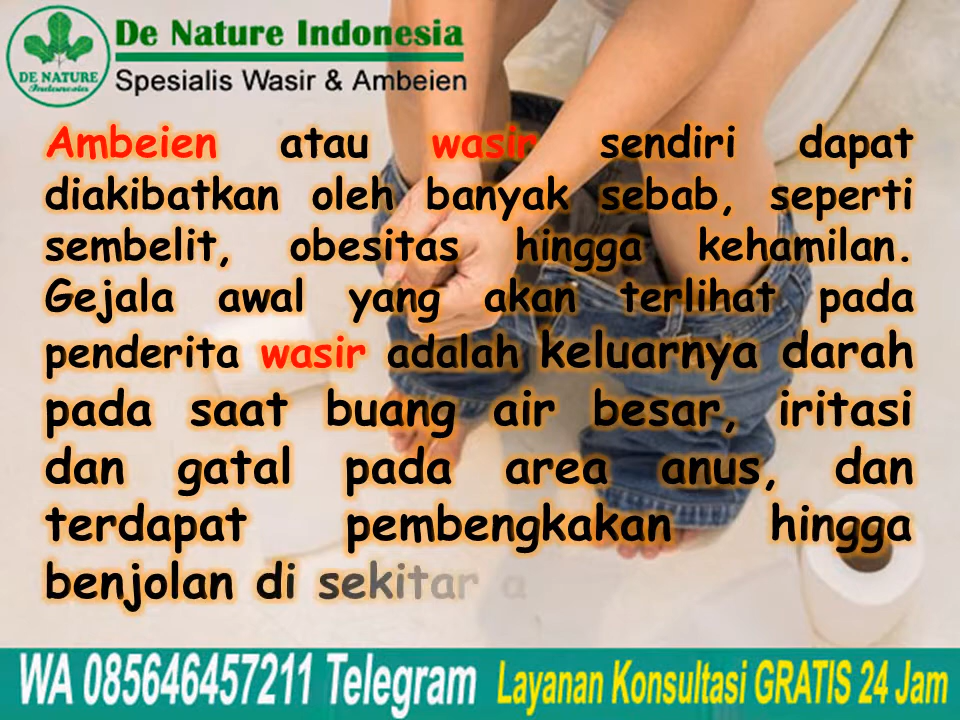 De Nature Indonesia
DE NATURE
Indonesia
Spesialis Wasir & Ambeien
Ambeien atau wasir sendiri dapat
diakibatkan oleh banyak sebab, seperti
sembelit, obesitas hingga kehamilan.
Gejala awal yang akan terlihat pada
penderita wasir adalah keluarnya darah
pada saat buang air besar, iritasi
dan gatal pada area anus, dan
terdapat pembengkakan hingga
benjolan di sekitar a
WA 085646457211 Telegram Layanan Konsultasi GRATIS 24 Jam